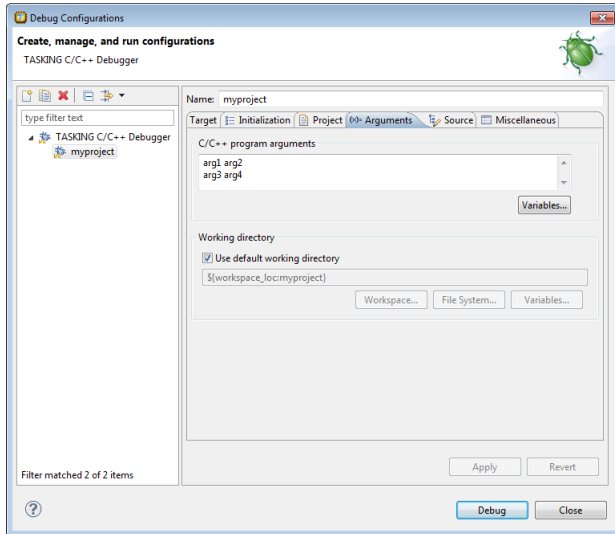 Debug Configurations
Create, manage, and run configurations
TASKING C/C++ Debugger
type filter text
TASKING C/C++ Debugger
myproject
Filter matched 2 of 2 items
Name: myproject
Target Initialization Project (x)= Arguments Source Miscellaneous
C/C++ program arguments
arg1 arg2
arg3 arg4
Variables...
Working directory
Use default working directory
${workspace_loc:myproject}
Workspace... File System... Variables...
Apply Revert
? Debug Close